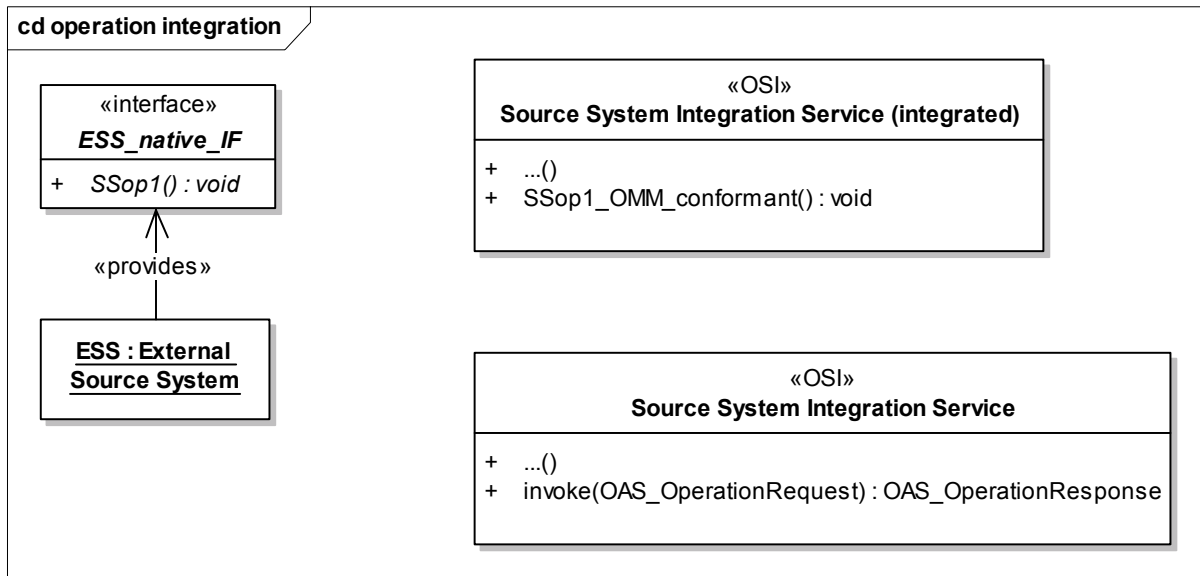 cd operation integration
«interface»
ESS_native_IF
+ SSop1() : void
«provides»
ESS : External
Source System
«OSI»
Source System Integration Service (integrated)
+ ...()
+ SSop1_OMM_conformant() : void
«OSI»
Source System Integration Service
+ ...()
+ invoke(OAS_OperationRequest) : OAS_OperationResponse